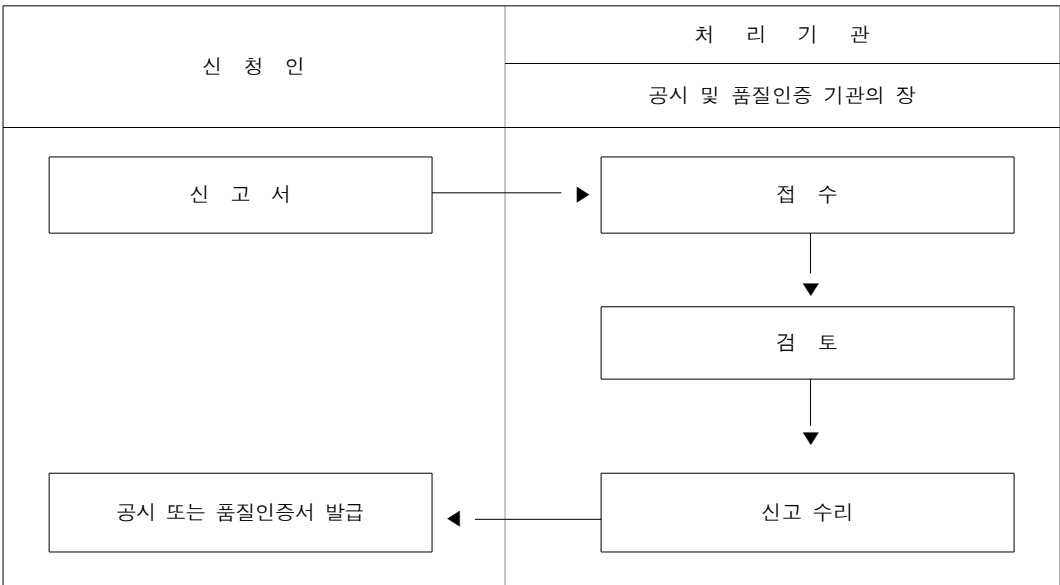 신 청 인
처 리 기 관
공시 및 품질인증 기관의 장
신 고 서
접 수
검 토
공시 또는 품질인증서 발급
신고 수리